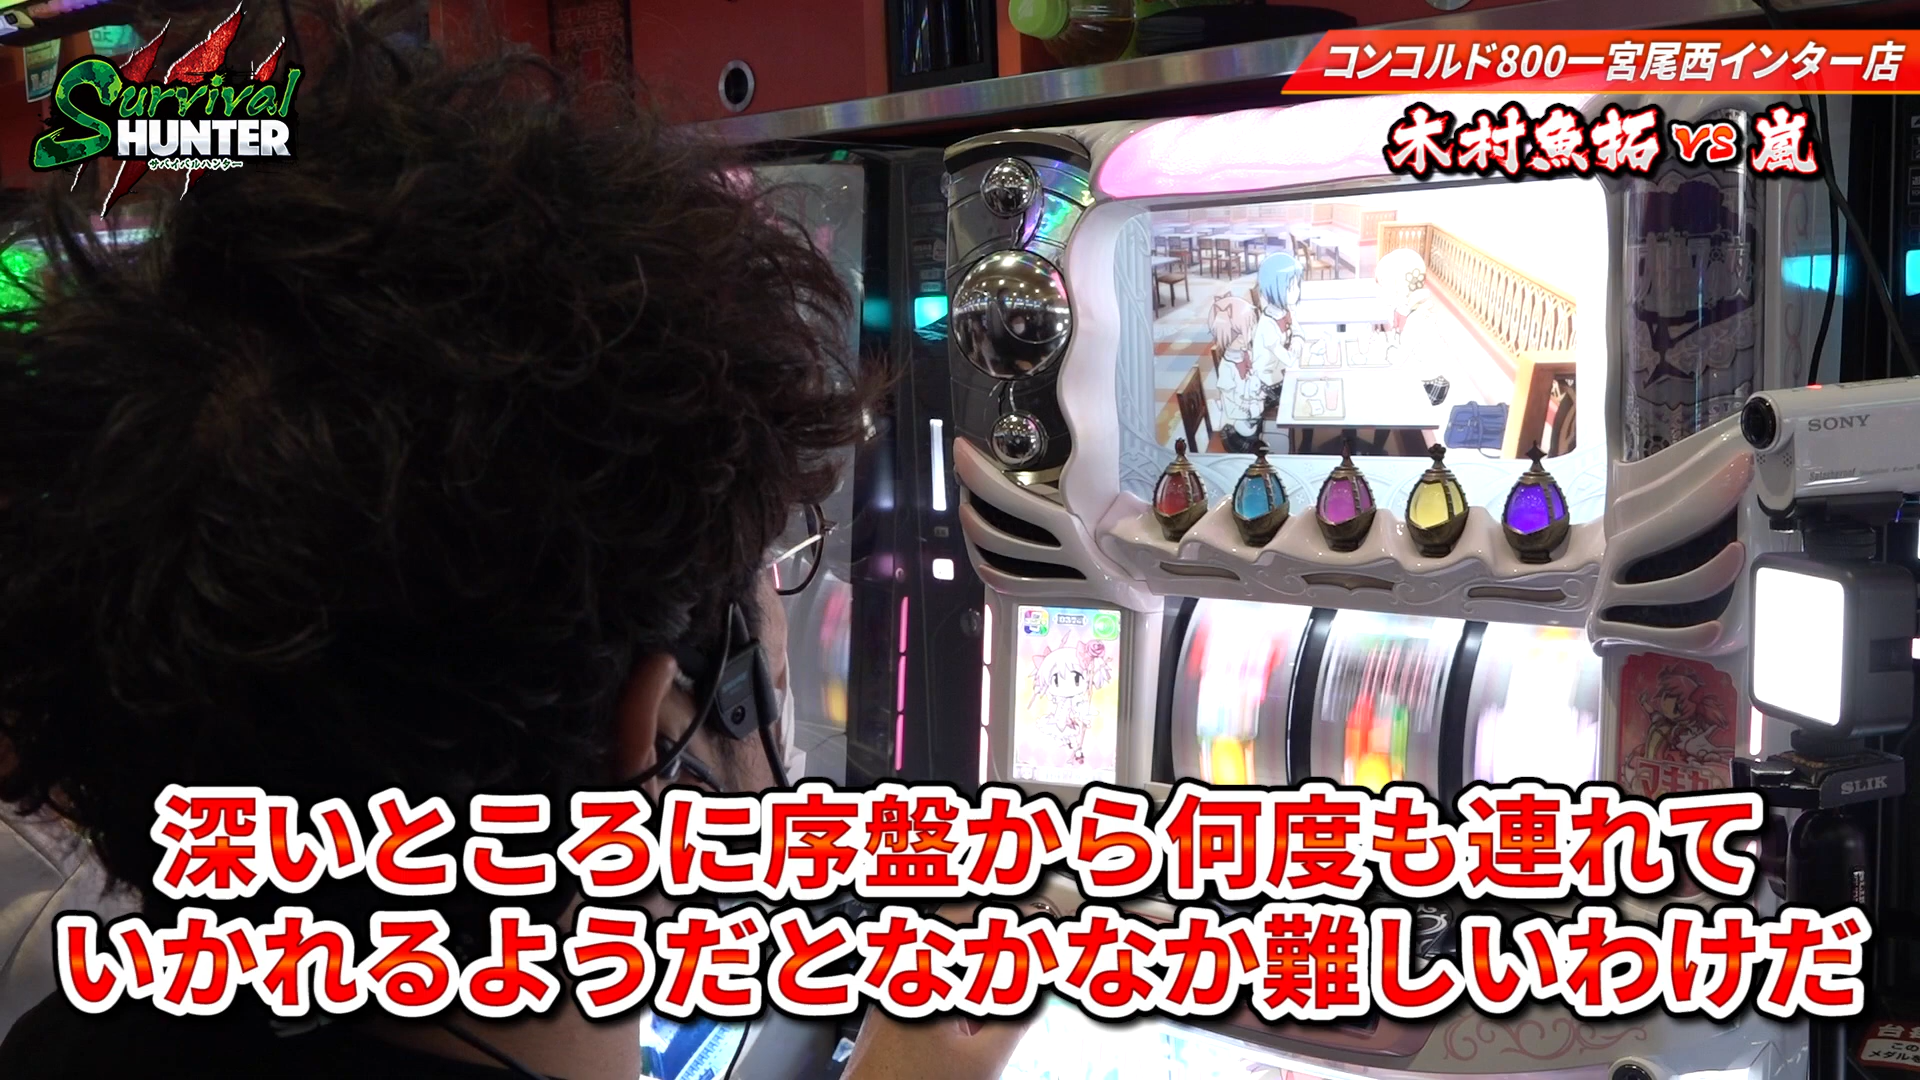 Survival
HUNTER
サバイバルハンター
コンコルド800一宮尾西インター店
木村魚拓 vs 嵐
SONY
SLIK
深いところに序盤から何度も連れて
いかれるようだとなかなか難しいわけだ